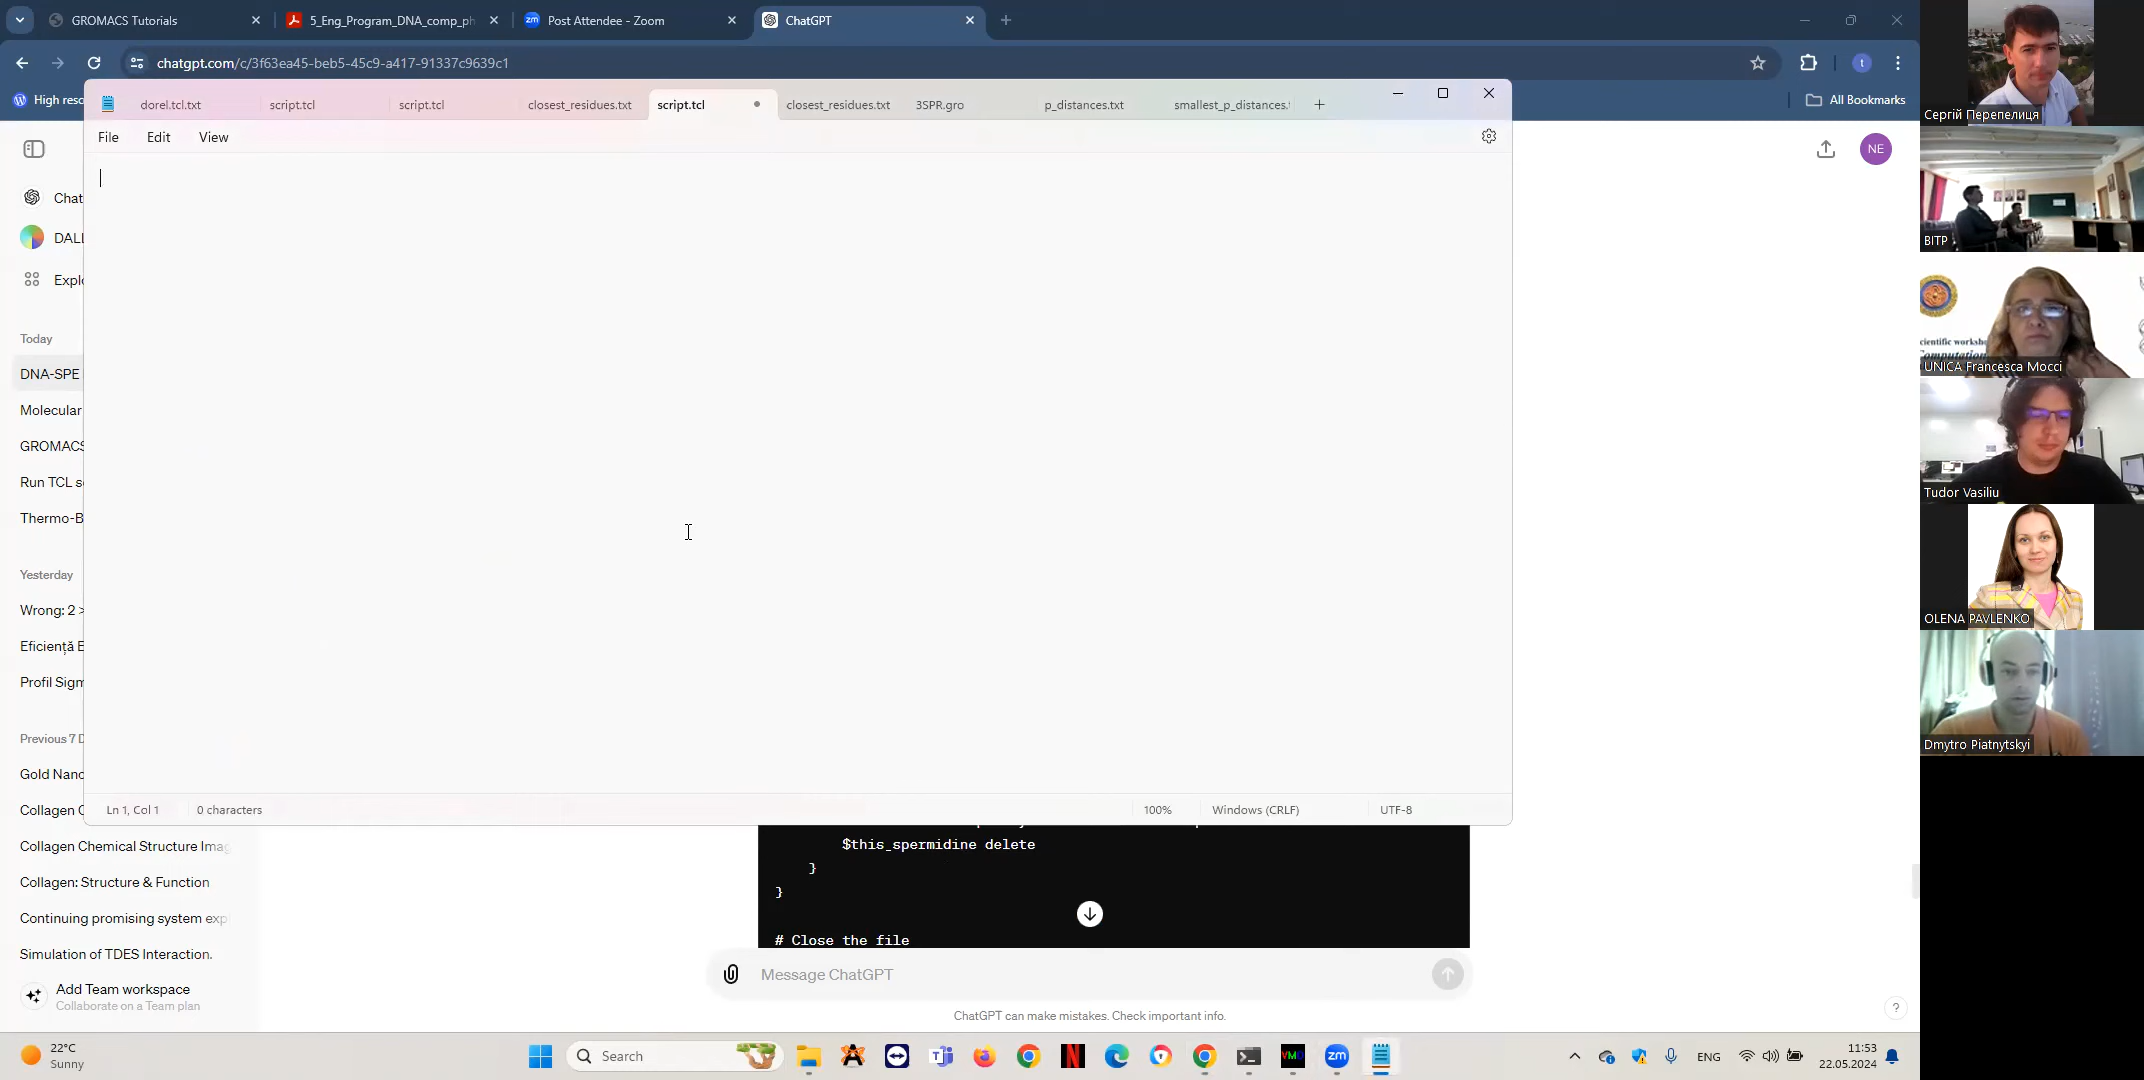 GROMACS Tutorials
5_Eng_Program_DNA_comp_ph
Post Attendee - Zoom
ChatGPT
chatgpt.com/c/3f63ea45-beb5-45c9-a417-91337c9639c1
High reso
All Bookmarks
dorel.tcl.txt
script.tcl
script.tcl
closest_residues.txt
script.tcl
closest_residues.txt
3SPR.gro
p_distances.txt
smallest_p_distances.t
File
Edit
View
NE
Chat
DALL
Explo
Today
DNA-SPE
Molecular
GROMACS
Run TCL s
Thermo-B
Yesterday
Wrong: 2 >
Eficiență E
Profil Sigm
Previous 7 D
Gold Nano
Collagen C
Collagen Chemical Structure Imag
Collagen: Structure & Function
Continuing promising system exp
Simulation of TDES Interaction.
Add Team workspace
Collaborate on a Team plan
Ln 1, Col 1
0 characters
100%
Windows (CRLF)
UTF-8
$this_spermidine delete
}
}
# Close the file
Message ChatGPT
ChatGPT can make mistakes. Check important info.
?
22°C
Sunny
Search
VMD
zm
ENG
11:53
22.05.2024
Сергій Перепелиця
BITP
cientific worksho
Computation
UNICA Francesca Mocci
Tudor Vasiliu
OLENA PAVLENKO
Dmytro Piatnytskyi